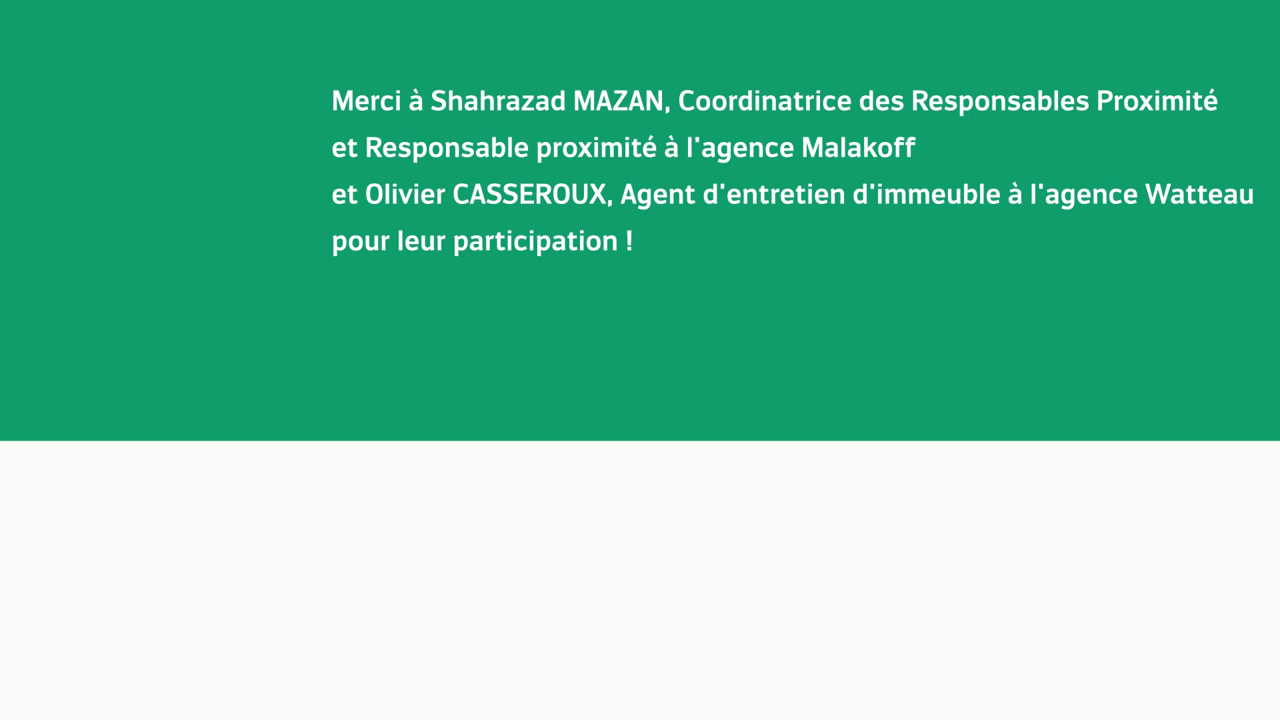 Merci à Shahrazad MAZAN, Coordinatrice des Responsables Proximité
et Responsable proximité à l'agence Malakoff
et Olivier CASSEROUX, Agent d'entretien d'immeuble à l'agence Watteau
pour leur participation !